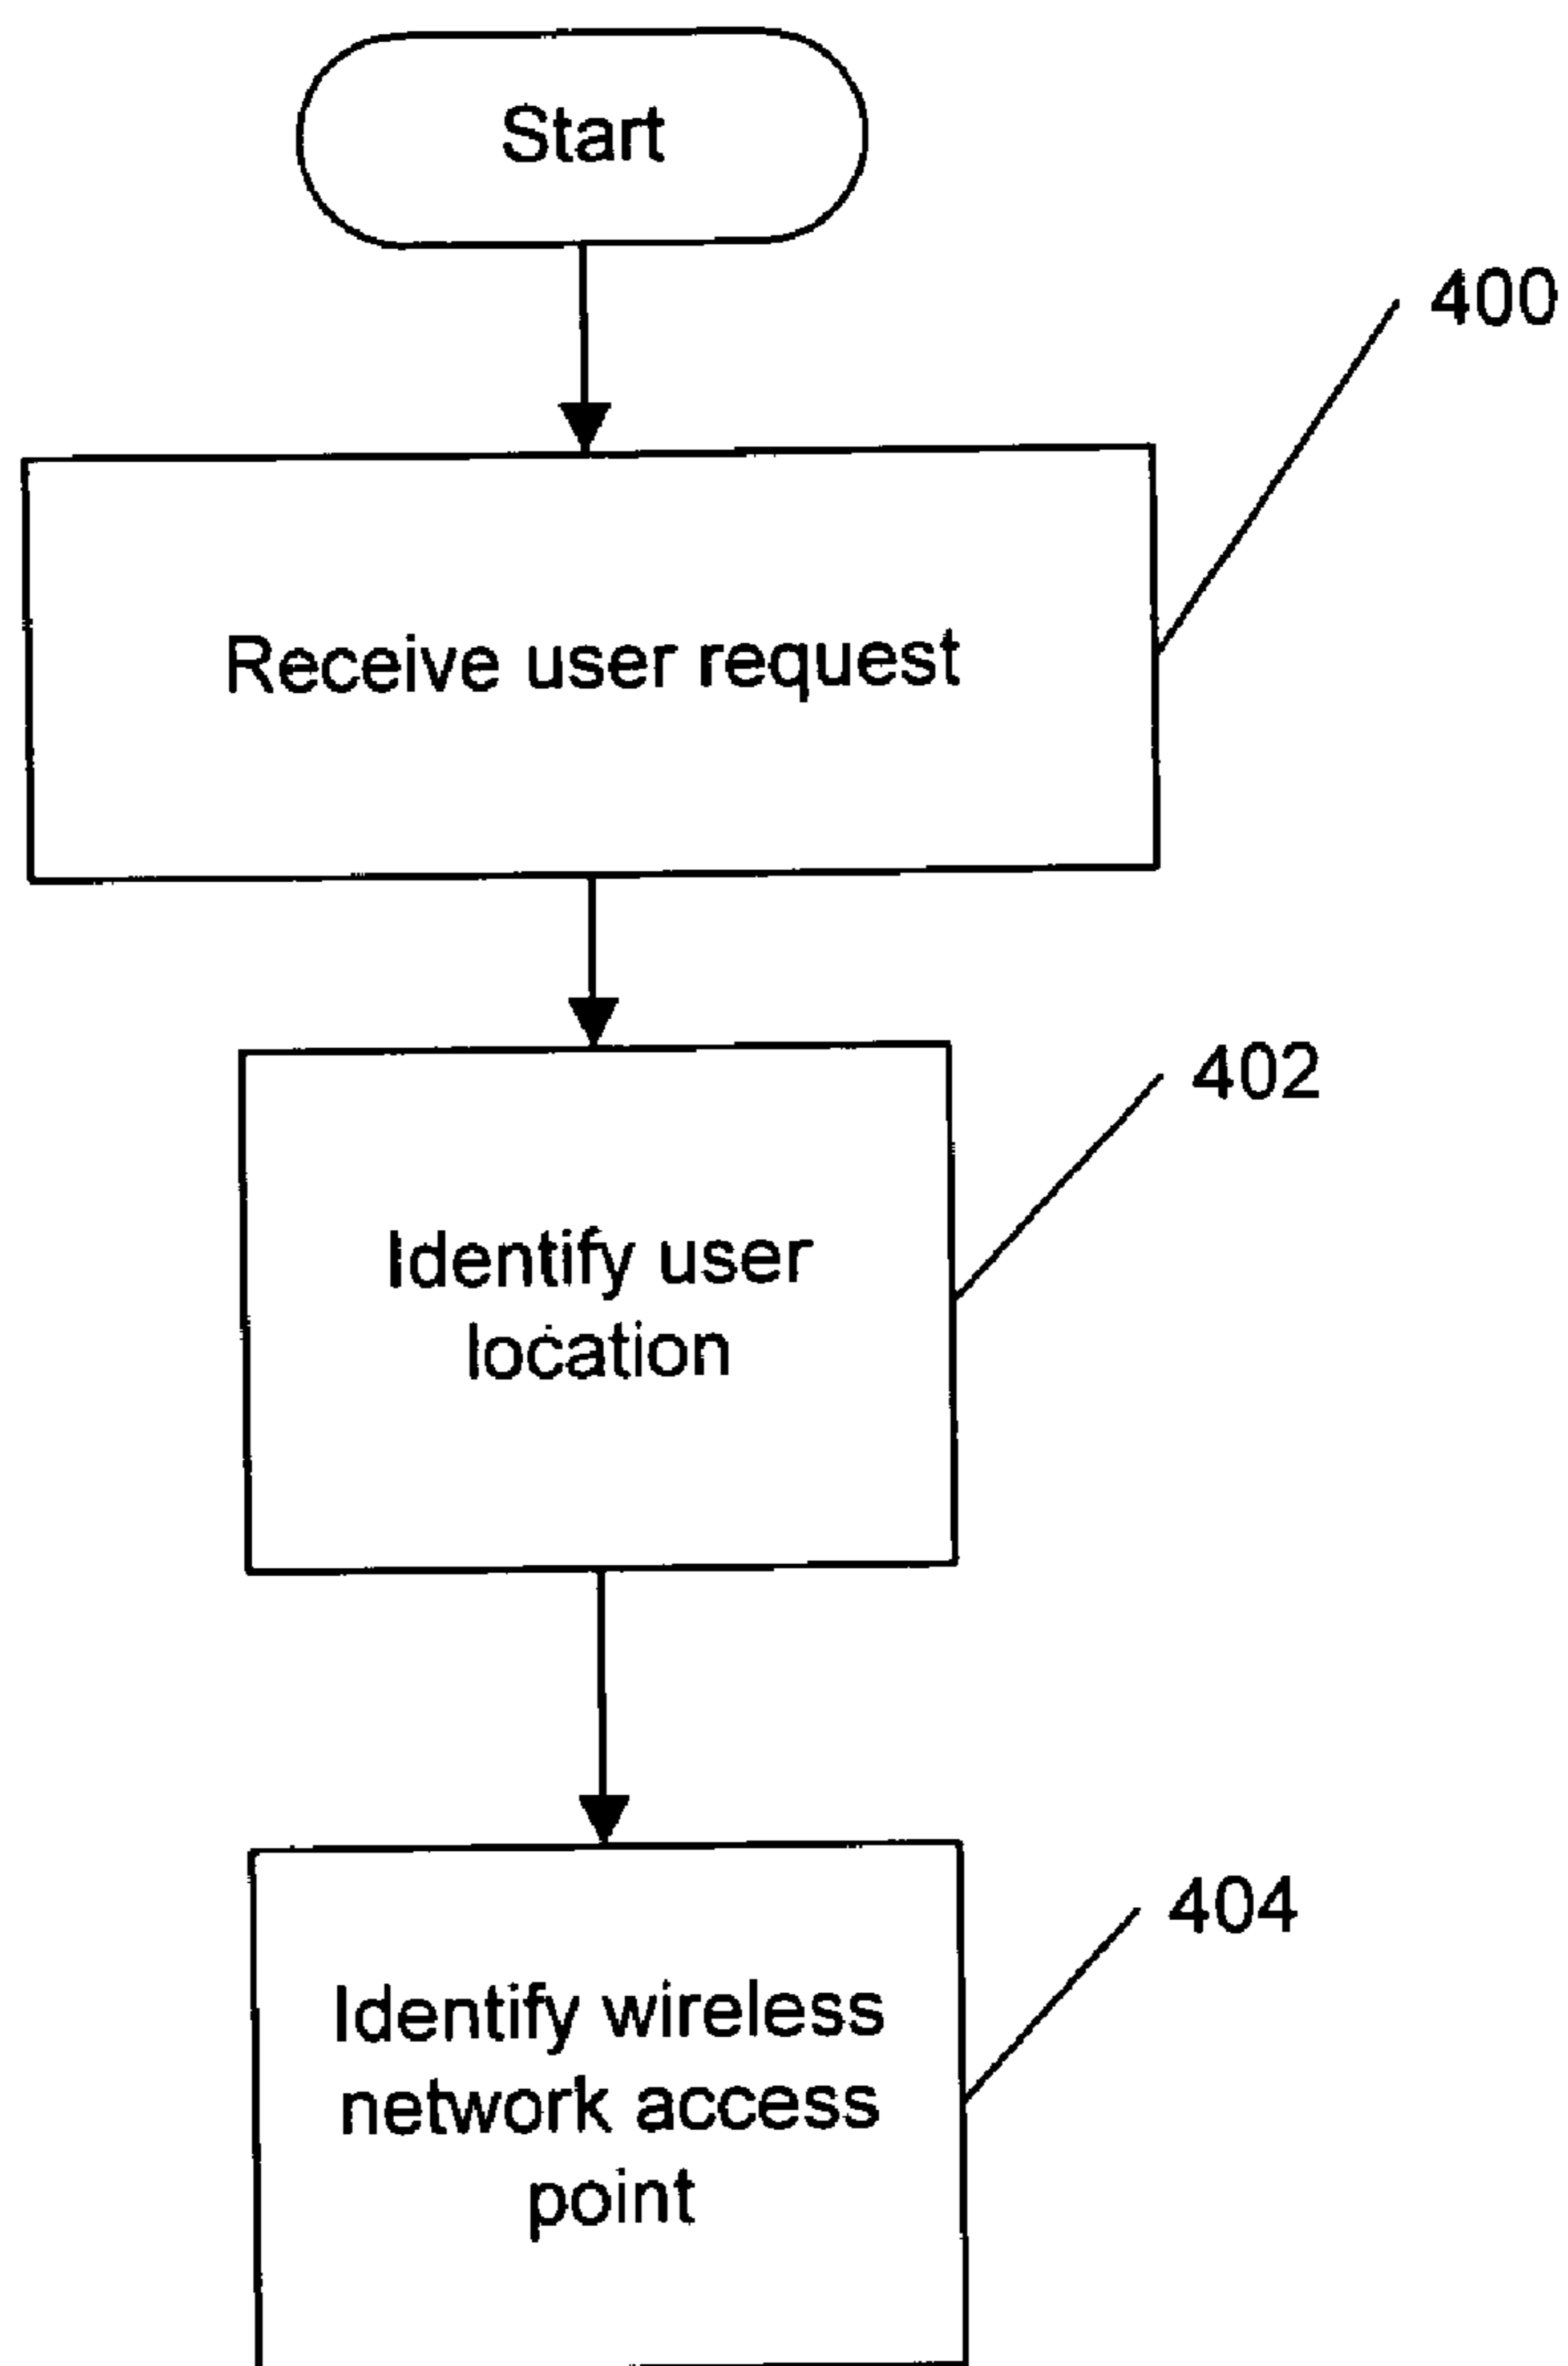 Start
400
Receive user request
402
Identify user
location
404
Identify wireless
network access
point